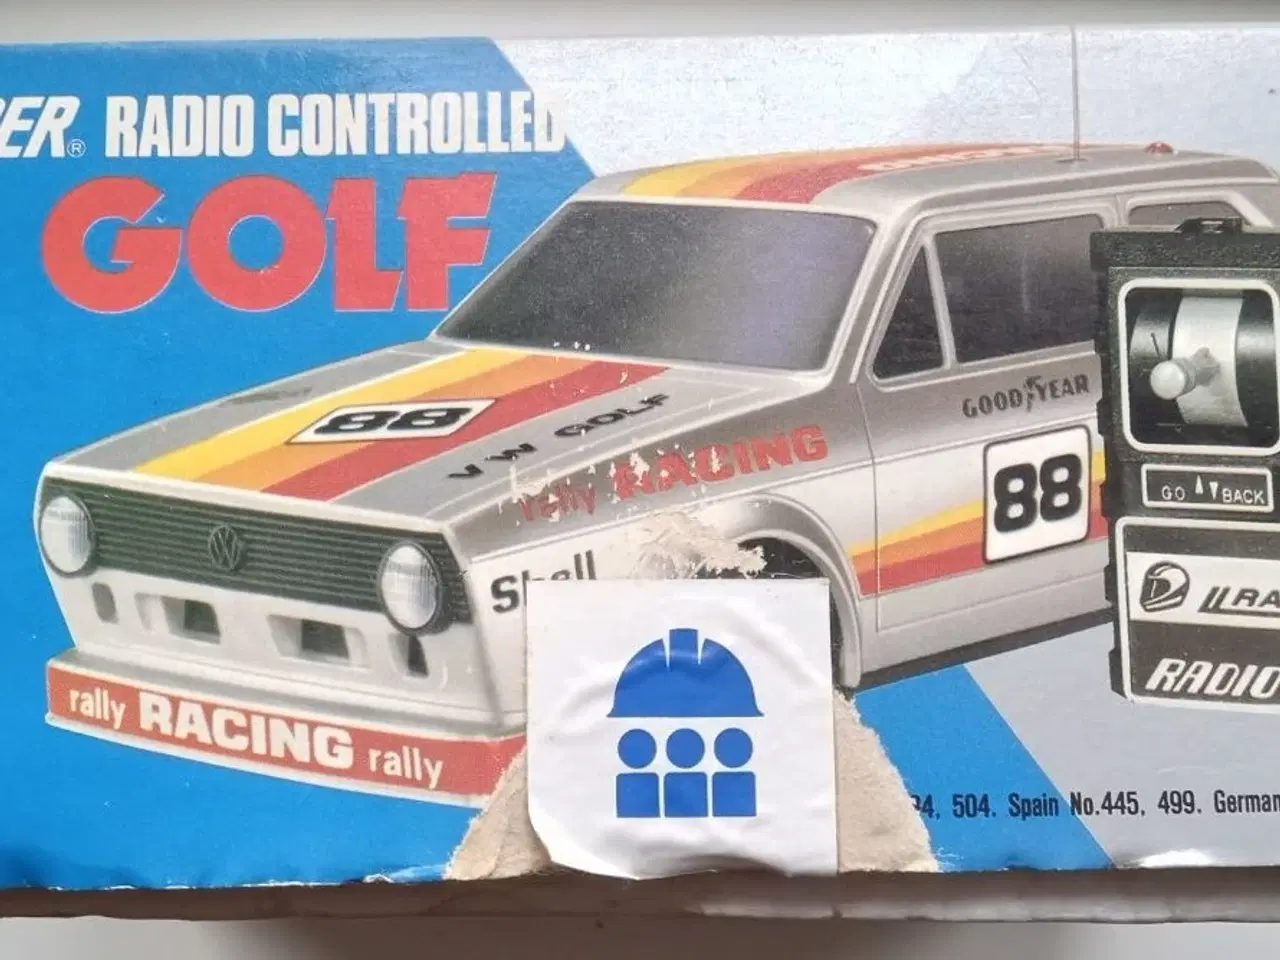 RADIO CONTROLLED
GOLF
88
VW GOLF
rally RACING
GOODYEAR
88
GO BACK
Shell
RADIO
rally RACING rally
504. Spain No.445, 499.